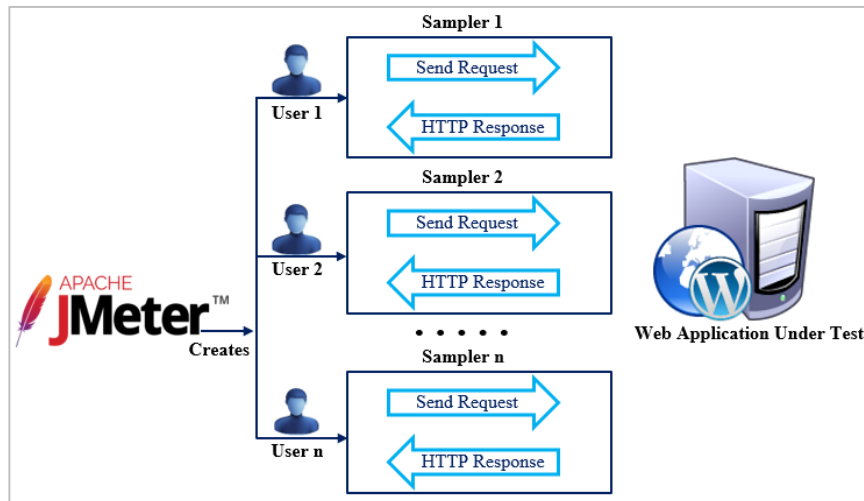 Sampler 1
Send Request
HTTP Response
User 1
Sampler 2
Send Request
HTTP Response
User 2
APACHE
JMeter™
Creates
W
Web Application Under Test
• • • • •
Sampler n
Send Request
HTTP Response
User n